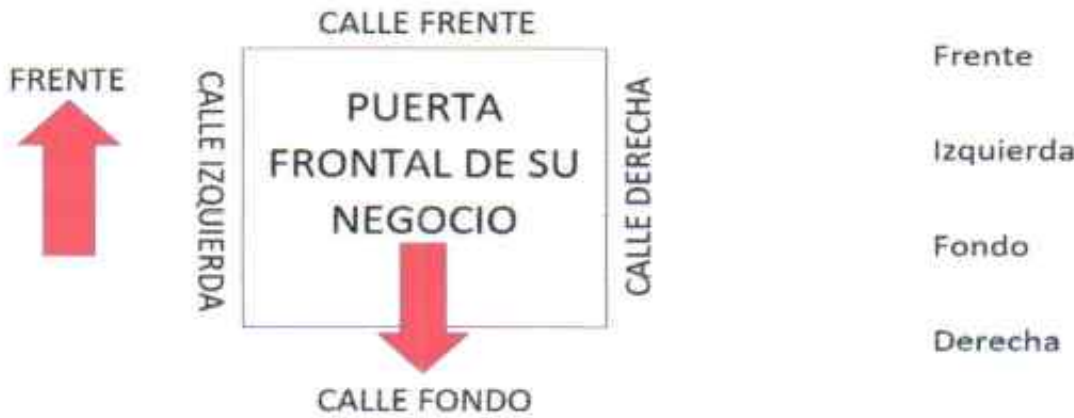 CALLE FRENTE
FRENTE
CALLE IZQUIERDA
PUERTA
FRONTAL DE SU
NEGOCIO
CALLE DERECHA
CALLE FONDO
Frente
Izquierda
Fondo
Derecha